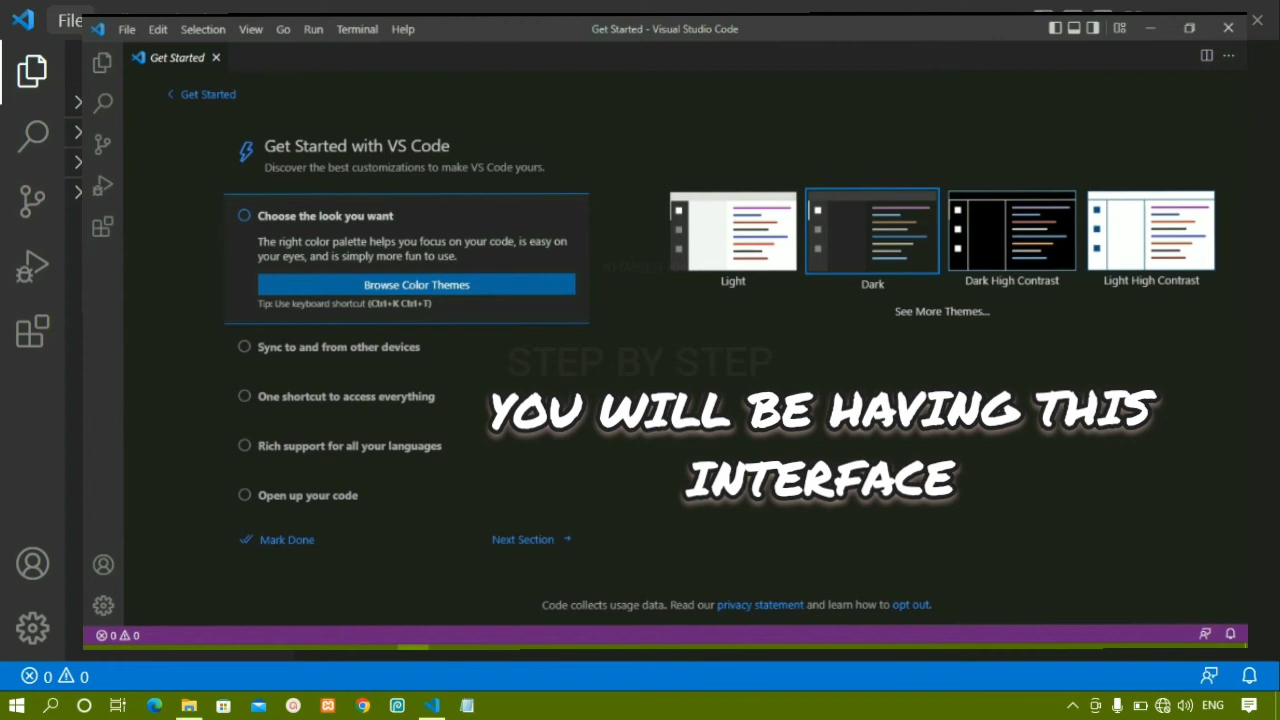 File
File Edit Selection View Go Run Terminal Help
Get Started - Visual Studio Code
Get Started
Get Started
Get Started with VS Code
Discover the best customizations to make VS Code yours.
Choose the look you want
The right color palette helps you focus on your code, is easy on
your eyes, and is simply more fun to use.
Browse Color Themes
Tip: Use keyboard shortcut (Ctrl+K Ctrl+T)
Light
Dark
Dark High Contrast
Light High Contrast
See More Themes...
Sync to and from other devices
One shortcut to access everything
Rich support for all your languages
Open up your code
STEP BY STEP
YOU WILL BE HAVING THIS
INTERFACE
Mark Done
Next Section
Code collects usage data. Read our privacy statement and learn how to opt out.
0 0
0 0
ENG